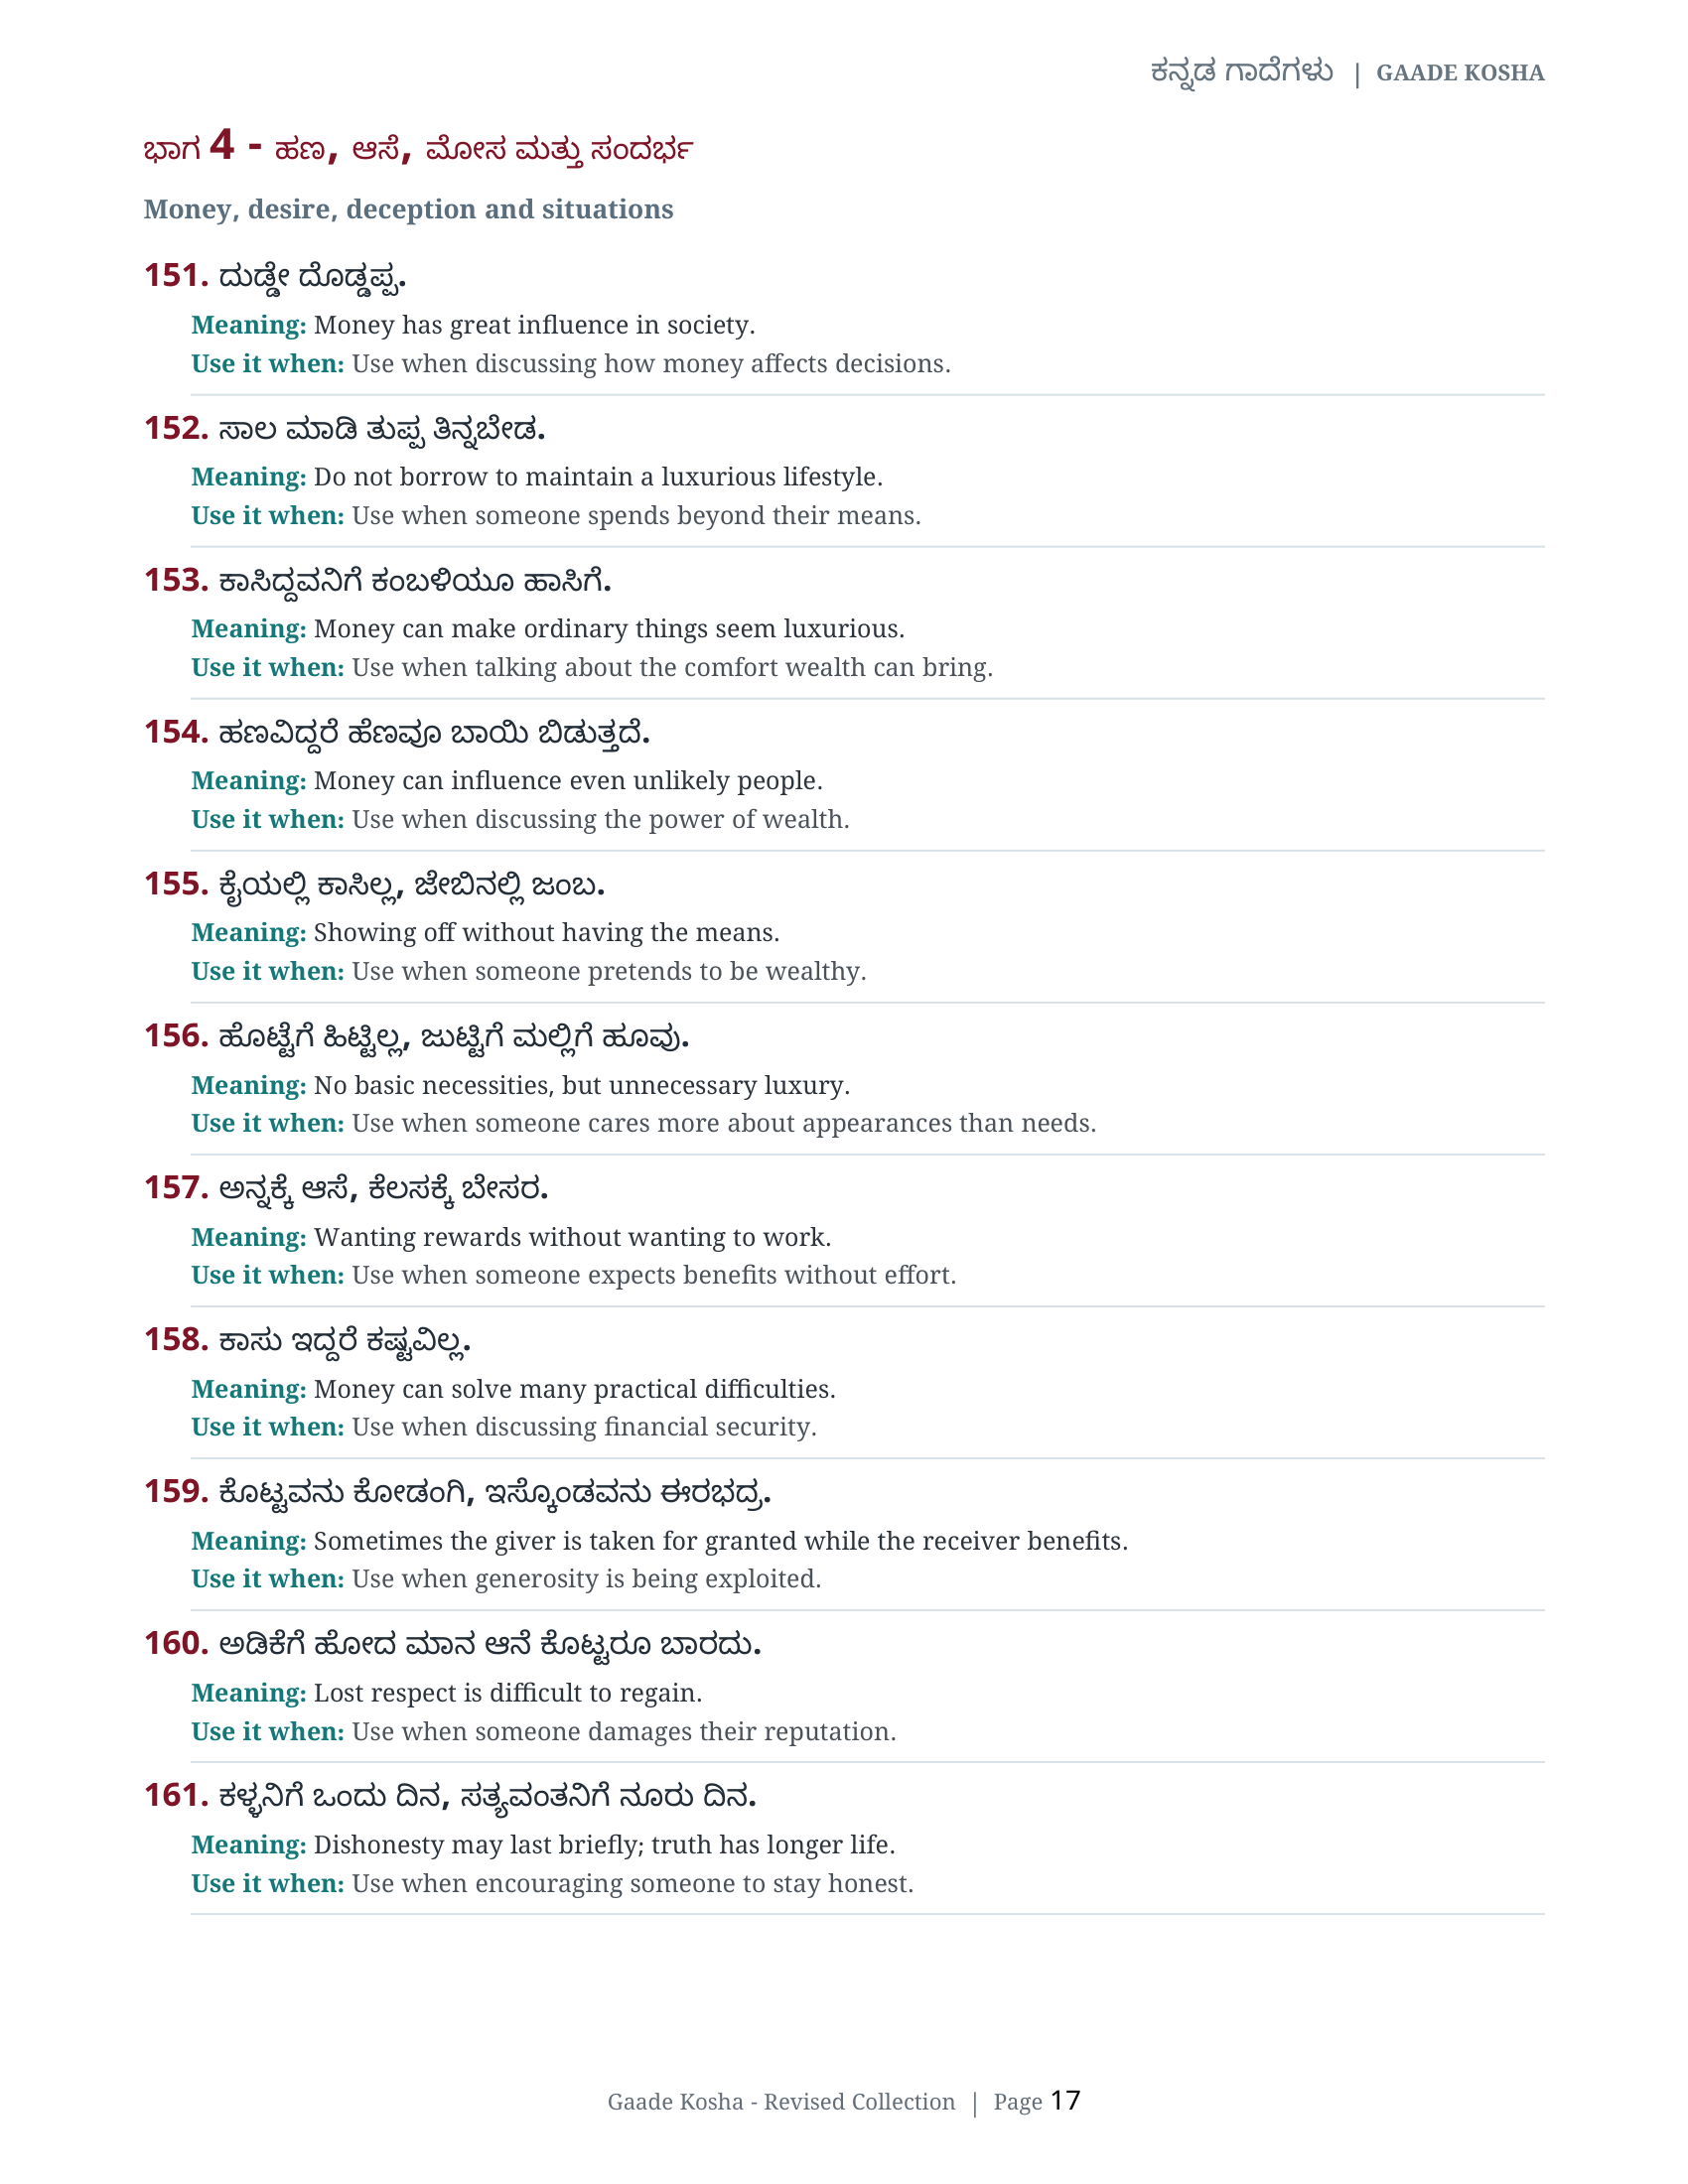 ಕನ್ನಡ ಗಾದೆಗಳು | GAADE KOSHA
ಭಾಗ 4 - ಹಣ, ಆಸೆ, ಮೋಸ ಮತ್ತು ಸಂದರ್ಭ
Money, desire, deception and situations
151. ದುಡ್ಡೇ ದೊಡ್ಡಪ್ಪ.
Meaning: Money has great influence in society.
Use it when: Use when discussing how money affects decisions.
152. ಸಾಲ ಮಾಡಿ ತುಪ್ಪ ತಿನ್ನಬೇಡ.
Meaning: Do not borrow to maintain a luxurious lifestyle.
Use it when: Use when someone spends beyond their means.
153. ಕಾಸಿದ್ದವನಿಗೆ ಕಂಬಳಿಯೂ ಹಾಸಿಗೆ.
Meaning: Money can make ordinary things seem luxurious.
Use it when: Use when talking about the comfort wealth can bring.
154. ಹಣವಿದ್ದರೆ ಹೆಣವೂ ಬಾಯಿ ಬಿಡುತ್ತದೆ.
Meaning: Money can influence even unlikely people.
Use it when: Use when discussing the power of wealth.
155. ಕೈಯಲ್ಲಿ ಕಾಸಿಲ್ಲ, ಜೇಬಿನಲ್ಲಿ ಜಂಬ.
Meaning: Showing off without having the means.
Use it when: Use when someone pretends to be wealthy.
156. ಹೊಟ್ಟೆಗೆ ಹಿಟ್ಟಿಲ್ಲ, ಜುಟ್ಟಿಗೆ ಮಲ್ಲಿಗೆ ಹೂವು.
Meaning: No basic necessities, but unnecessary luxury.
Use it when: Use when someone cares more about appearances than needs.
157. ಅನ್ನಕ್ಕೆ ಆಸೆ, ಕೆಲಸಕ್ಕೆ ಬೇಸರ.
Meaning: Wanting rewards without wanting to work.
Use it when: Use when someone expects benefits without effort.
158. ಕಾಸು ಇದ್ದರೆ ಕಷ್ಟವಿಲ್ಲ.
Meaning: Money can solve many practical difficulties.
Use it when: Use when discussing financial security.
159. ಕೊಟ್ಟವನು ಕೋಡಂಗಿ, ಇಸ್ಕೊಂಡವನು ಈರಭದ್ರ.
Meaning: Sometimes the giver is taken for granted while the receiver benefits.
Use it when: Use when generosity is being exploited.
160. ಅಡಿಕೆಗೆ ಹೋದ ಮಾನ ಆನೆ ಕೊಟ್ಟರೂ ಬಾರದು.
Meaning: Lost respect is difficult to regain.
Use it when: Use when someone damages their reputation.
161. ಕಳ್ಳನಿಗೆ ಒಂದು ದಿನ, ಸತ್ಯವಂತನಿಗೆ ನೂರು ದಿನ.
Meaning: Dishonesty may last briefly; truth has longer life.
Use it when: Use when encouraging someone to stay honest.
Gaade Kosha - Revised Collection | Page 17